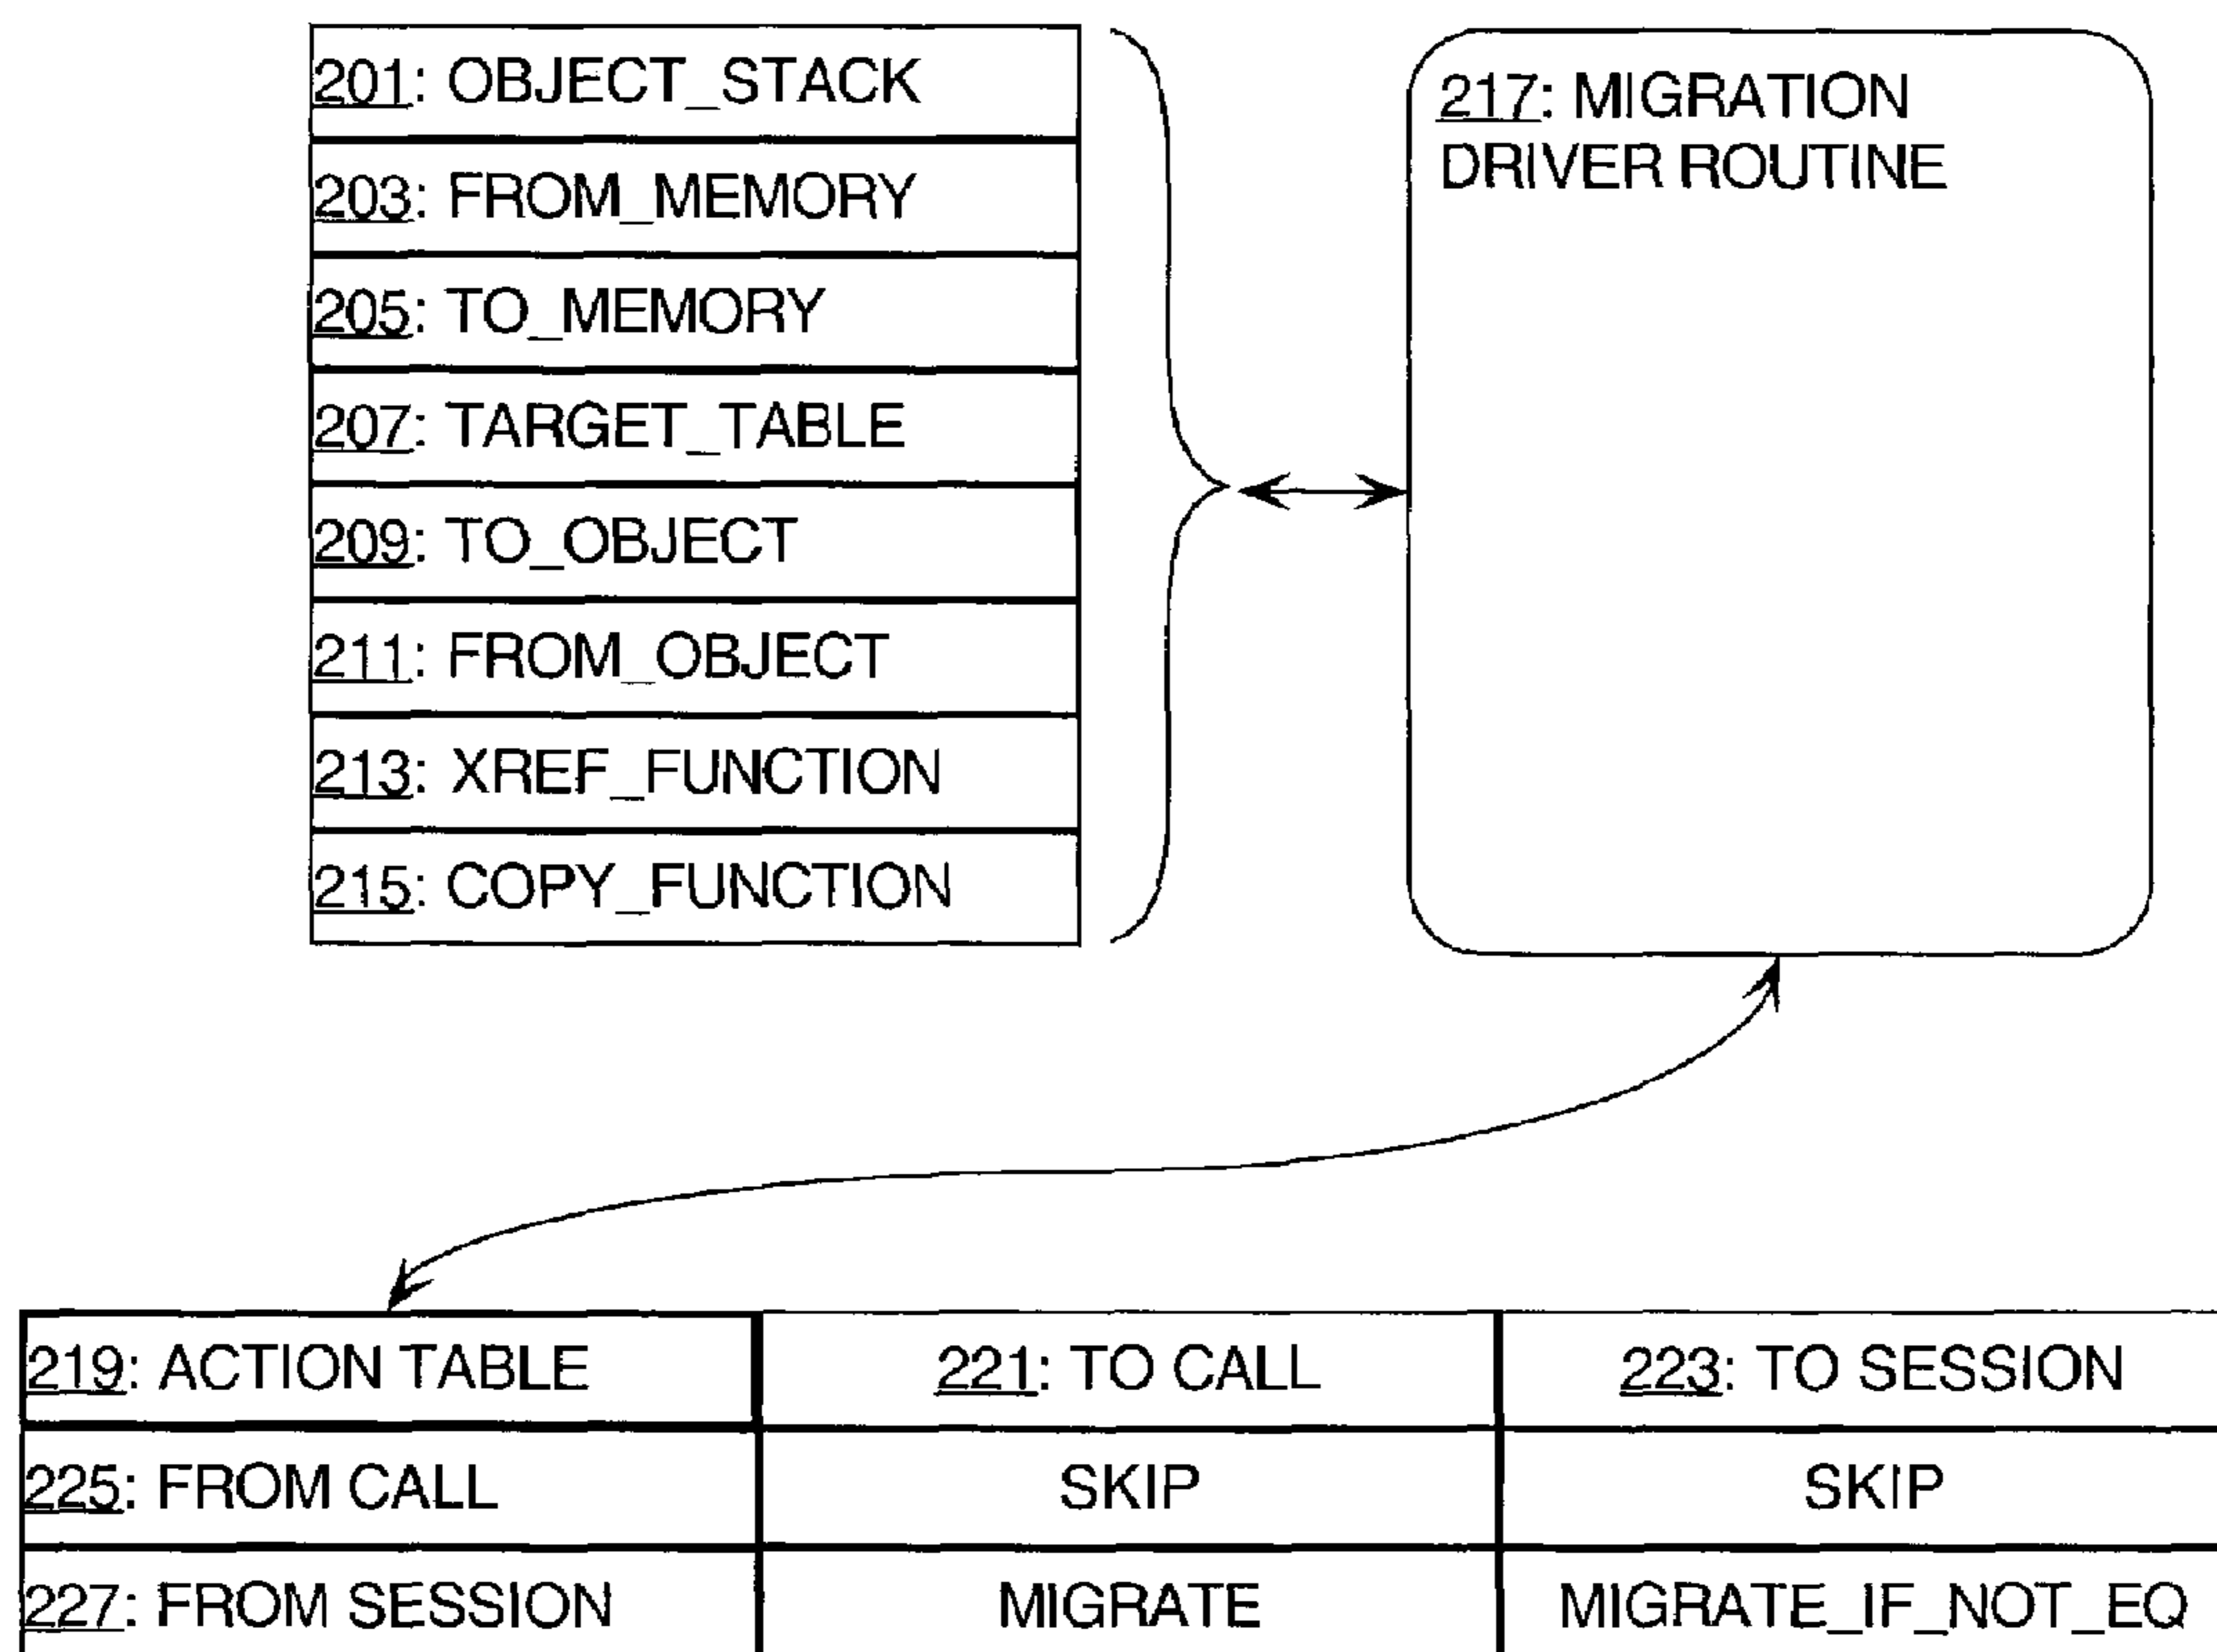 201: OBJECT_STACK
203: FROM_MEMORY
205: TO_MEMORY
207: TARGET_TABLE
209: TO_OBJECT
211: FROM_OBJECT
213: XREF_FUNCTION
215: COPY_FUNCTION
217: MIGRATION
DRIVER ROUTINE
219: ACTION TABLE 221: TO CALL 223: TO SESSION
225: FROM CALL SKIP SKIP
227: FROM SESSION MIGRATE MIGRATE_IF_NOT_EQ